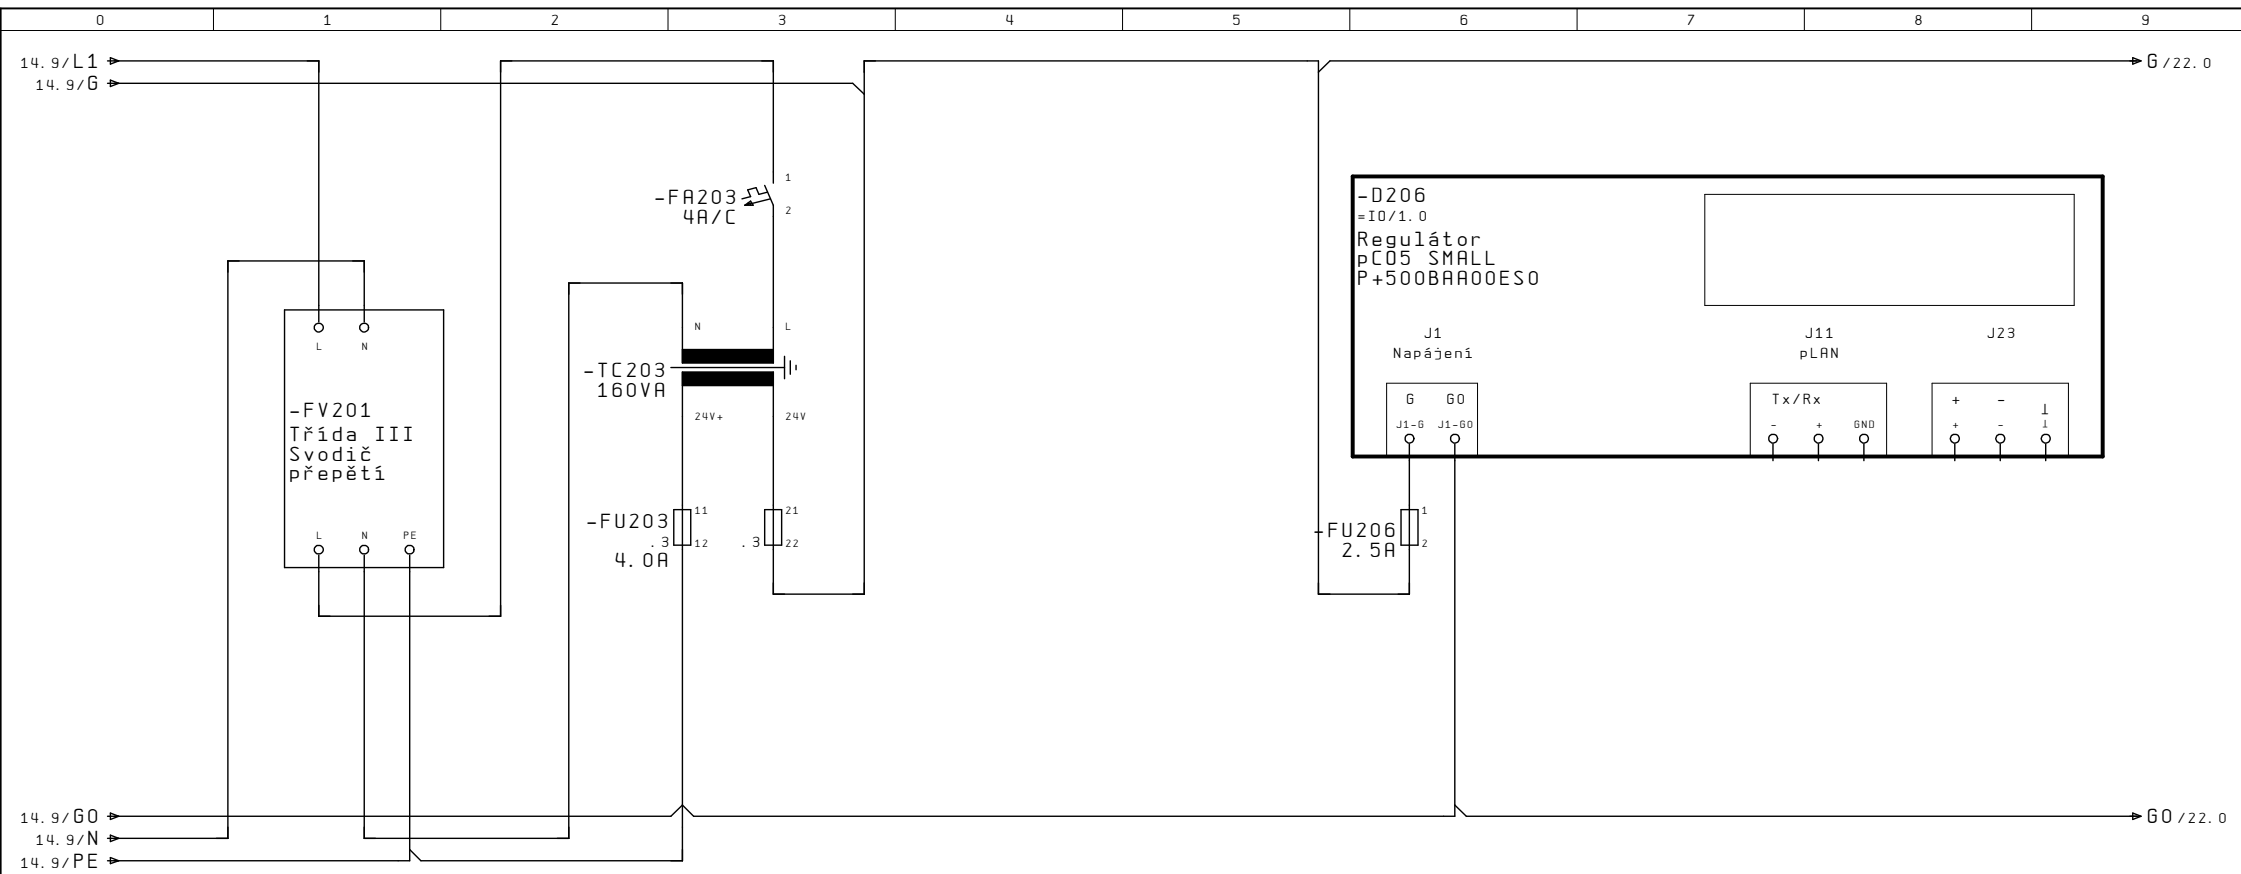 0 1 2 3 4 5 6 7 8 9
14.9/L1
G/22.0
14.9/G
-FA203
4A/C
1
2
-D206
=IO/1.0
Regulátor
pCO5 SMALL
P+500BAA00ES0
J1
Napájení
J11
pLAN
J23
G G0
J1-G J1-G0
Tx/Rx
- + GND
+ - ⊥
+ - ⊥
L N
-FV201
Třída III
Svodič
přepětí
L N PE
N L
-TC203
160VA
24V+ 24V
-FU203
.3
4.0A
11
12
.3
21
22
-FU206
2.5A
1
2
14.9/G0
G0/22.0
14.9/N
14.9/PE